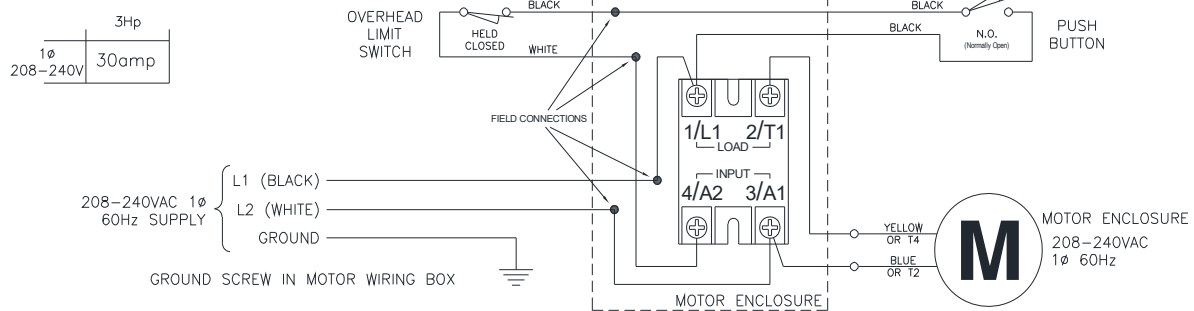 3Hp
1ø
208-240V
30amp
OVERHEAD
LIMIT
SWITCH
HELD
CLOSED
BLACK
WHITE
BLACK
BLACK
N.O.
(Normally Open)
PUSH
BUTTON
FIELD CONNECTIONS
1/L1 2/T1
LOAD
INPUT
4/A2 3/A1
208-240VAC 1ø
60Hz SUPPLY
L1 (BLACK)
L2 (WHITE)
GROUND
GROUND SCREW IN MOTOR WIRING BOX
MOTOR ENCLOSURE
YELLOW
OR T4
BLUE
OR T2
M
MOTOR ENCLOSURE
208-240VAC
1ø 60Hz